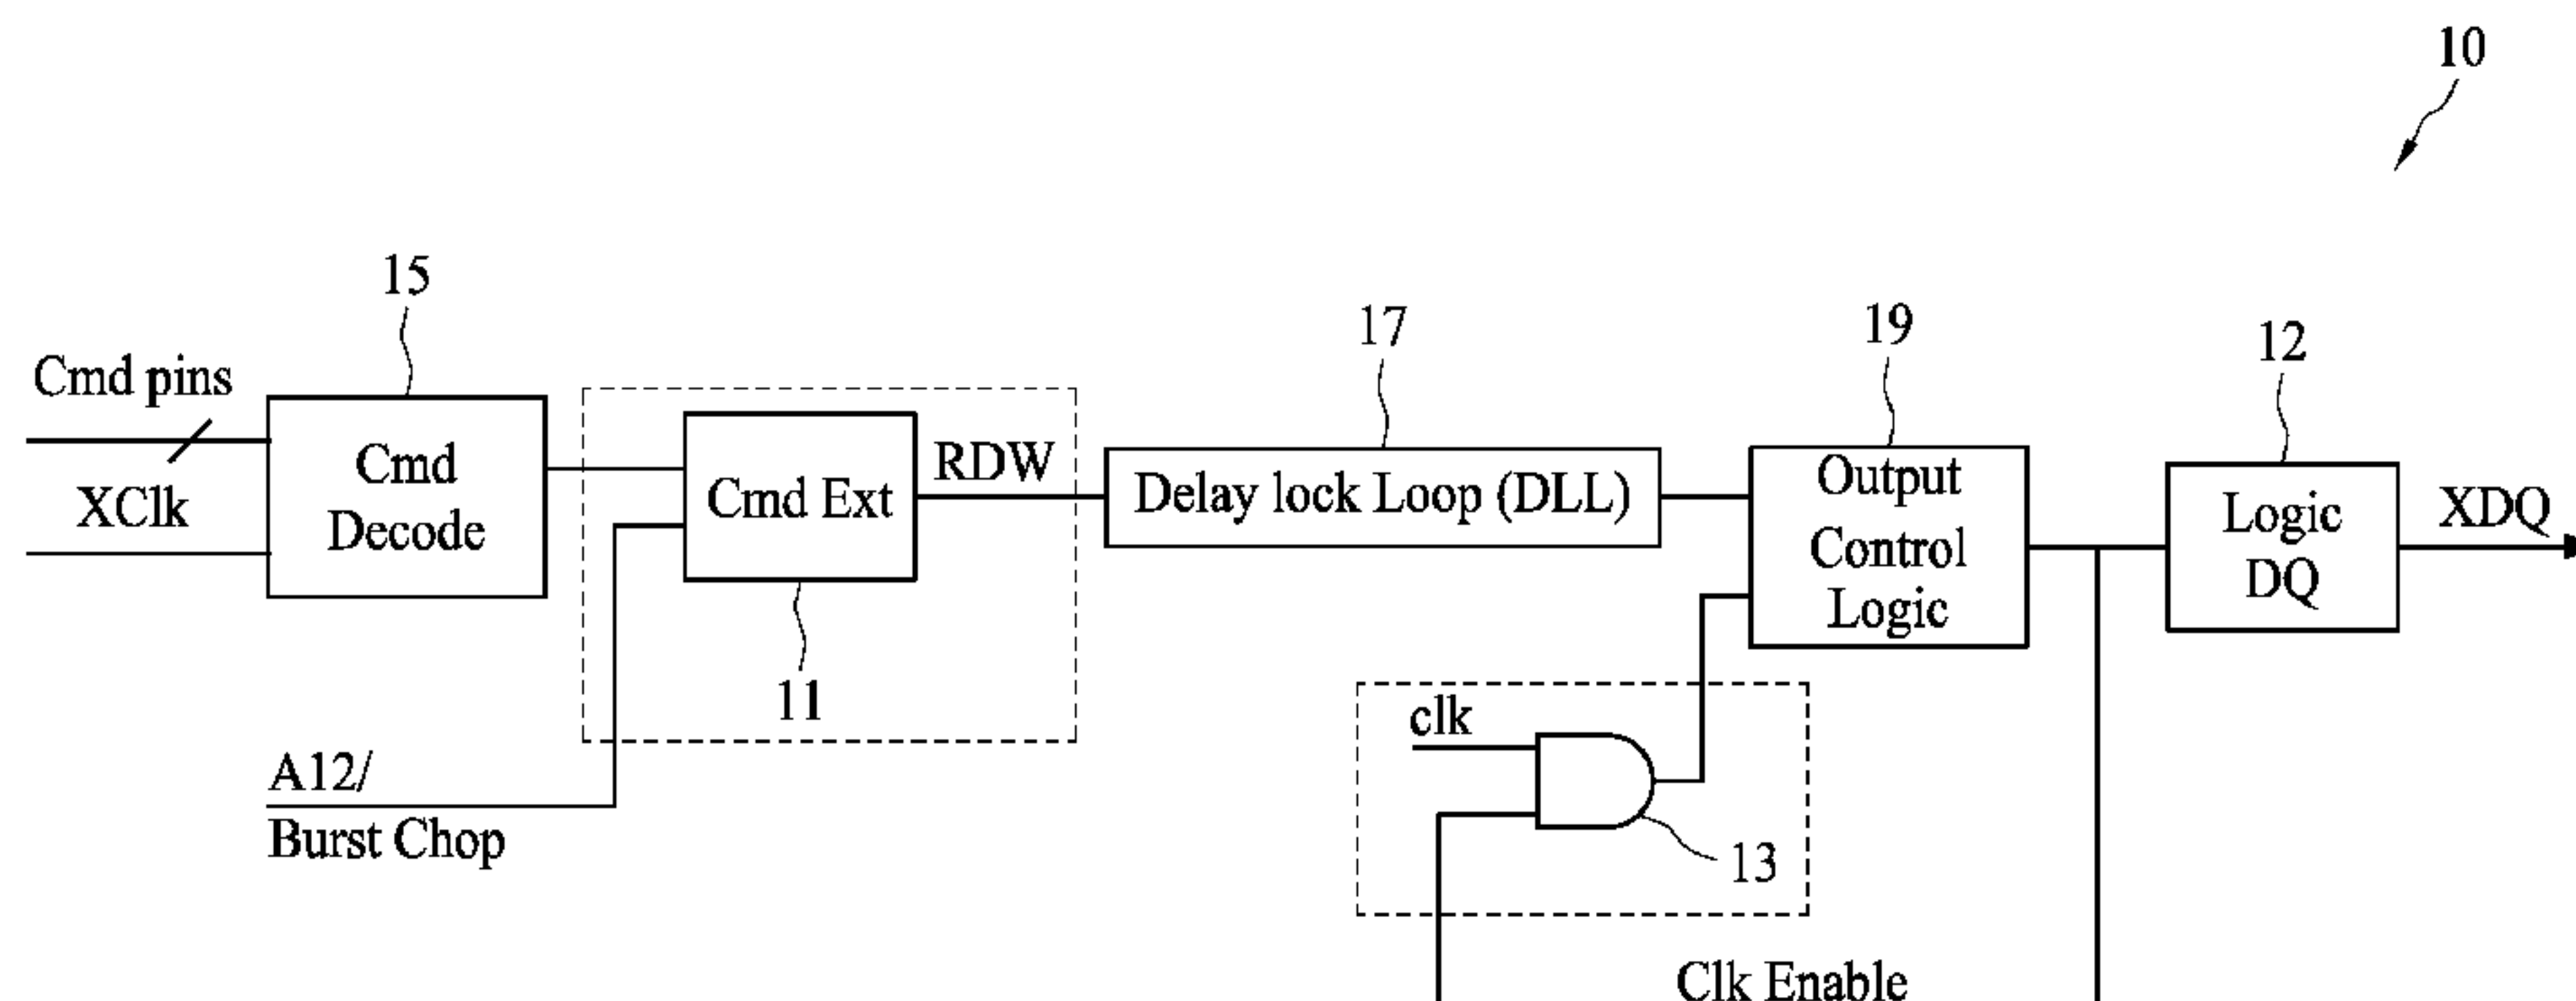 10
15
17
19
12
Cmd pins
XClk
Cmd
Decode
Cmd Ext
RDW
Delay lock Loop (DLL)
Output
Control
Logic
Logic
DQ
XDQ
11
clk
13
A12/
Burst Chop
Clk Enable